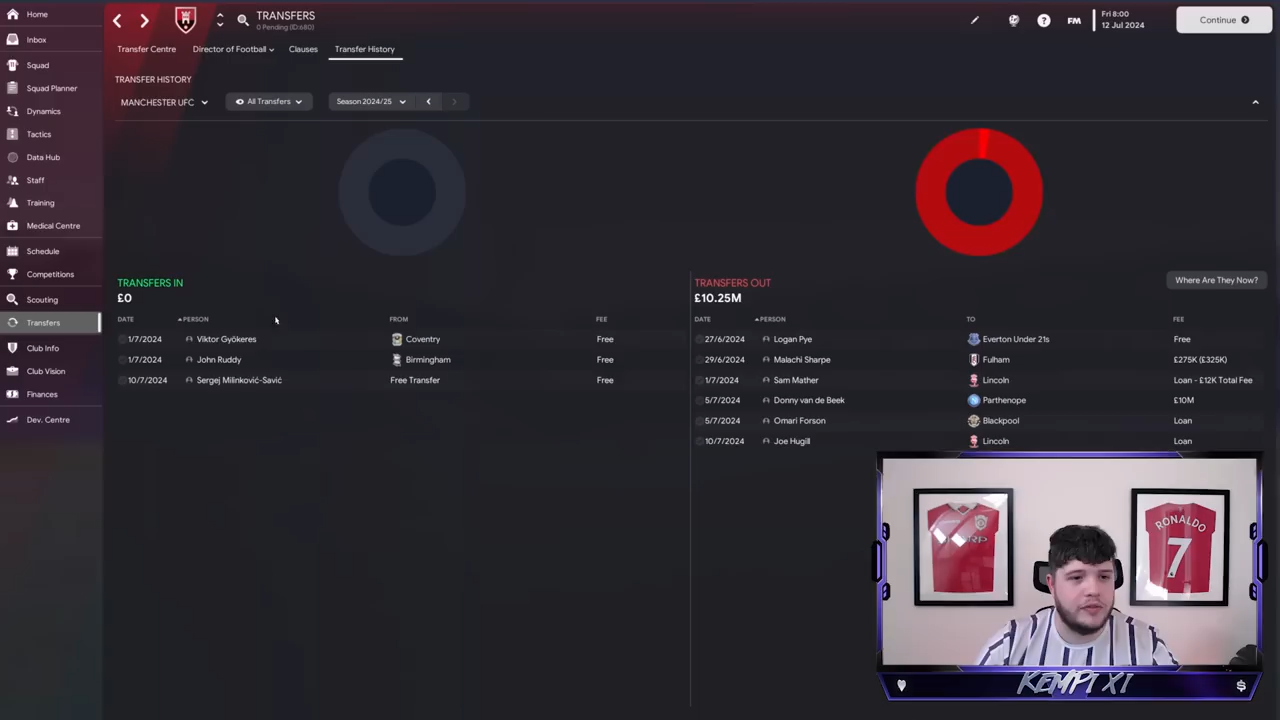 Home
Inbox
Squad
Squad Planner
Dynamics
Tactics
Data Hub
Staff
Training
Medical Centre
Schedule
Competitions
Scouting
Transfers
Club Info
Club Vision
Finances
Dev. Centre
TRANSFERS
0 Pending (ID:680)
FM
Fri 8:00
12 Jul 2024
Continue
Transfer Centre Director of Football Clauses Transfer History
TRANSFER HISTORY
MANCHESTER UFC All Transfers Season 2024/25
TRANSFERS IN
£0
DATE PERSON FROM FEE
1/7/2024 Viktor Gyökeres Coventry Free
1/7/2024 John Ruddy Birmingham Free
10/7/2024 Sergej Milinković-Savić Free Transfer Free
TRANSFERS OUT
£10.25M
Where Are They Now?
DATE PERSON TO FEE
27/6/2024 Logan Pye Everton Under 21s Free
29/6/2024 Malachi Sharpe Fulham £275K (£325K)
1/7/2024 Sam Mather Lincoln Loan - £12K Total Fee
5/7/2024 Donny van de Beek Parthenope £10M
5/7/2024 Omari Forson Blackpool Loan
10/7/2024 Joe Hugill Lincoln Loan
RONALDO
7
KEMPI XI